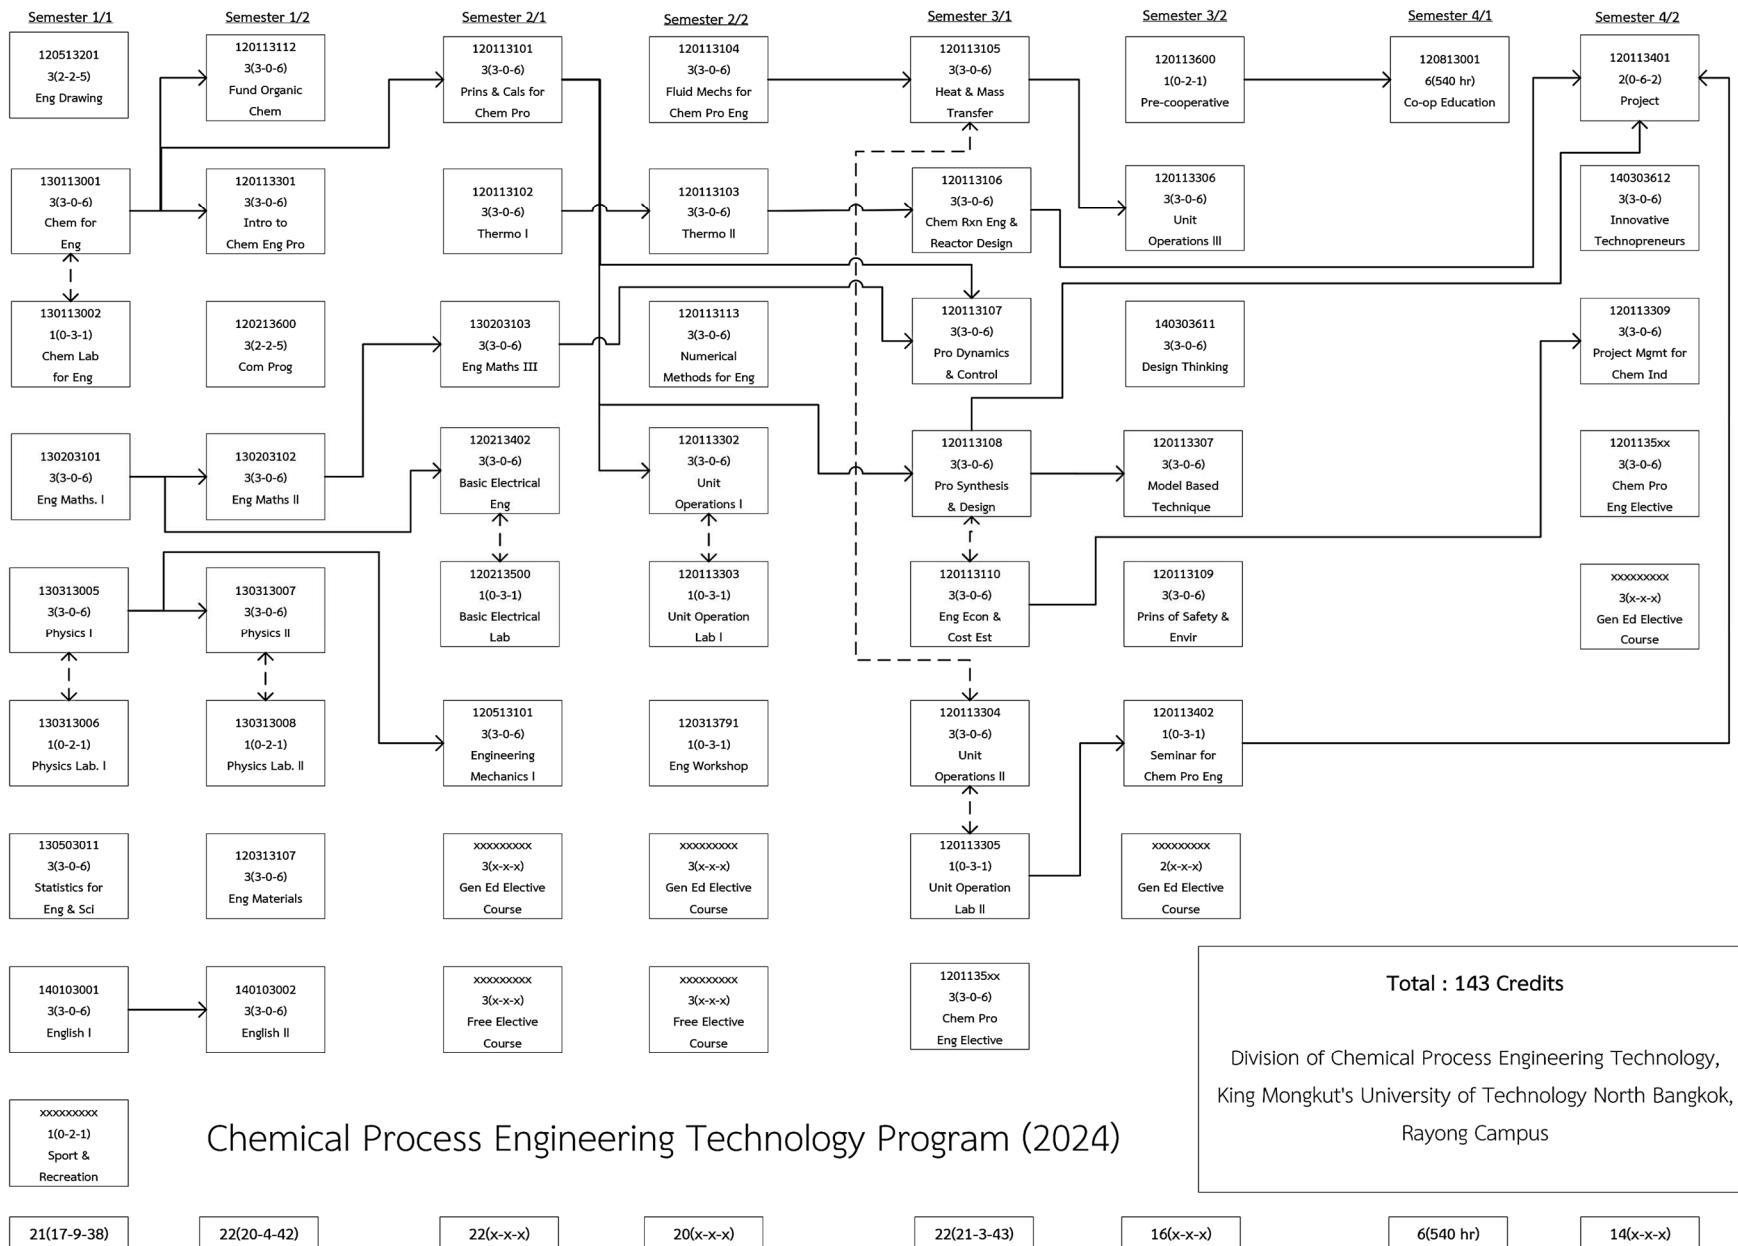 Semester 1/1
Semester 1/2
Semester 2/1
Semester 2/2
Semester 3/1
Semester 3/2
Semester 4/1
Semester 4/2
120513201
3(2-2-5)
Eng Drawing
120113112
3(3-0-6)
Fund Organic
Chem
120113101
3(3-0-6)
Prins & Cals for
Chem Pro
120113104
3(3-0-6)
Fluid Mechs for
Chem Pro Eng
120113105
3(3-0-6)
Heat & Mass
Transfer
120113600
1(0-2-1)
Pre-cooperative
120813001
6(540 hr)
Co-op Education
120113401
2(0-6-2)
Project
130113001
3(3-0-6)
Chem for
Eng
120113301
3(3-0-6)
Intro to
Chem Eng Pro
120113102
3(3-0-6)
Thermo l
120113103
3(3-0-6)
Thermo ll
120113106
3(3-0-6)
Chem Rxn Eng &
Reactor Design
120113306
3(3-0-6)
Unit
Operations lll
140303612
3(3-0-6)
Innovative
Technopreneurs
130113002
1(0-3-1)
Chem Lab
for Eng
120213600
3(2-2-5)
Com Prog
130203103
3(3-0-6)
Eng Maths III
120113113
3(3-0-6)
Numerical
Methods for Eng
120113107
3(3-0-6)
Pro Dynamics
& Control
140303611
3(3-0-6)
Design Thinking
120113309
3(3-0-6)
Project Mgmt for
Chem Ind
130203101
3(3-0-6)
Eng Maths. l
130203102
3(3-0-6)
Eng Maths ll
120213402
3(3-0-6)
Basic Electrical
Eng
120113302
3(3-0-6)
Unit
Operations l
120113108
3(3-0-6)
Pro Synthesis
& Design
120113307
3(3-0-6)
Model Based
Technique
1201135xx
3(3-0-6)
Chem Pro
Eng Elective
130313005
3(3-0-6)
Physics l
130313007
3(3-0-6)
Physics ll
120213500
1(0-3-1)
Basic Electrical
Lab
120113303
1(0-3-1)
Unit Operation
Lab l
120113110
3(3-0-6)
Eng Econ &
Cost Est
120113109
3(3-0-6)
Prins of Safety &
Envir
xxxxxxxxx
3(x-x-x)
Gen Ed Elective
Course
130313006
1(0-2-1)
Physics Lab. l
130313008
1(0-2-1)
Physics Lab. ll
120513101
3(3-0-6)
Engineering
Mechanics l
120313791
1(0-3-1)
Eng Workshop
120113304
3(3-0-6)
Unit
Operations ll
120113402
1(0-3-1)
Seminar for
Chem Pro Eng
130503011
3(3-0-6)
Statistics for
Eng & Sci
120313107
3(3-0-6)
Eng Materials
xxxxxxxxx
3(x-x-x)
Gen Ed Elective
Course
xxxxxxxxx
3(x-x-x)
Gen Ed Elective
Course
120113305
1(0-3-1)
Unit Operation
Lab ll
xxxxxxxxx
2(x-x-x)
Gen Ed Elective
Course
140103001
3(3-0-6)
English l
140103002
3(3-0-6)
English ll
xxxxxxxxx
3(x-x-x)
Free Elective
Course
xxxxxxxxx
3(x-x-x)
Free Elective
Course
1201135xx
3(3-0-6)
Chem Pro
Eng Elective
Total : 143 Credits
Division of Chemical Process Engineering Technology,
King Mongkut's University of Technology North Bangkok,
Rayong Campus
xxxxxxxxx
1(0-2-1)
Sport &
Recreation
Chemical Process Engineering Technology Program (2024)
21(17-9-38)
22(20-4-42)
22(x-x-x)
20(x-x-x)
22(21-3-43)
16(x-x-x)
6(540 hr)
14(x-x-x)